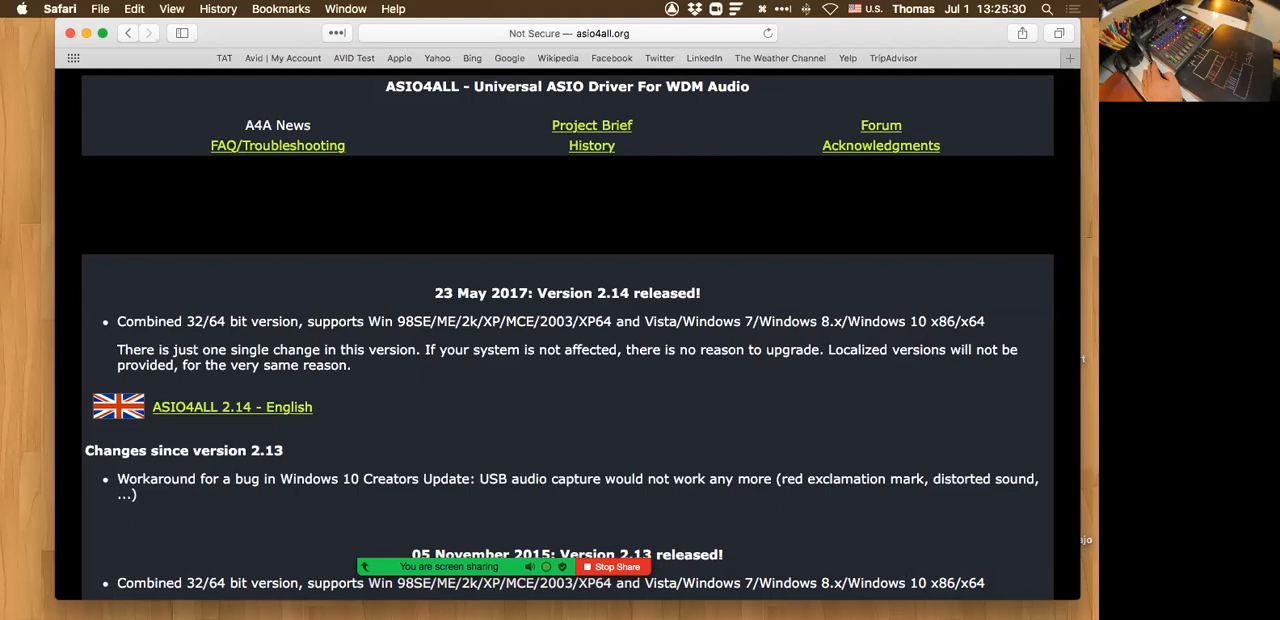 Safari File Edit View History Bookmarks Window Help U.S. Thomas Jul 1 13:25:30
Not Secure — asio4all.org
TAT Avid | My Account AVID Test Apple Yahoo Bing Google Wikipedia Facebook Twitter LinkedIn The Weather Channel Yelp TripAdvisor
ASIO4ALL - Universal ASIO Driver For WDM Audio
A4A News Project Brief Forum
FAQ/Troubleshooting History Acknowledgments
23 May 2017: Version 2.14 released!
• Combined 32/64 bit version, supports Win 98SE/ME/2k/XP/MCE/2003/XP64 and Vista/Windows 7/Windows 8.x/Windows 10 x86/x64
There is just one single change in this version. If your system is not affected, there is no reason to upgrade. Localized versions will not be
provided, for the very same reason.
ASIO4ALL 2.14 - English
Changes since version 2.13
• Workaround for a bug in Windows 10 Creators Update: USB audio capture would not work any more (red exclamation mark, distorted sound,
...)
05 November 2015: Version 2.13 released!
You are screen sharing Stop Share
• Combined 32/64 bit version, supports Win 98SE/ME/2k/XP/MCE/2003/XP64 and Vista/Windows 7/Windows 8.x/Windows 10 x86/x64